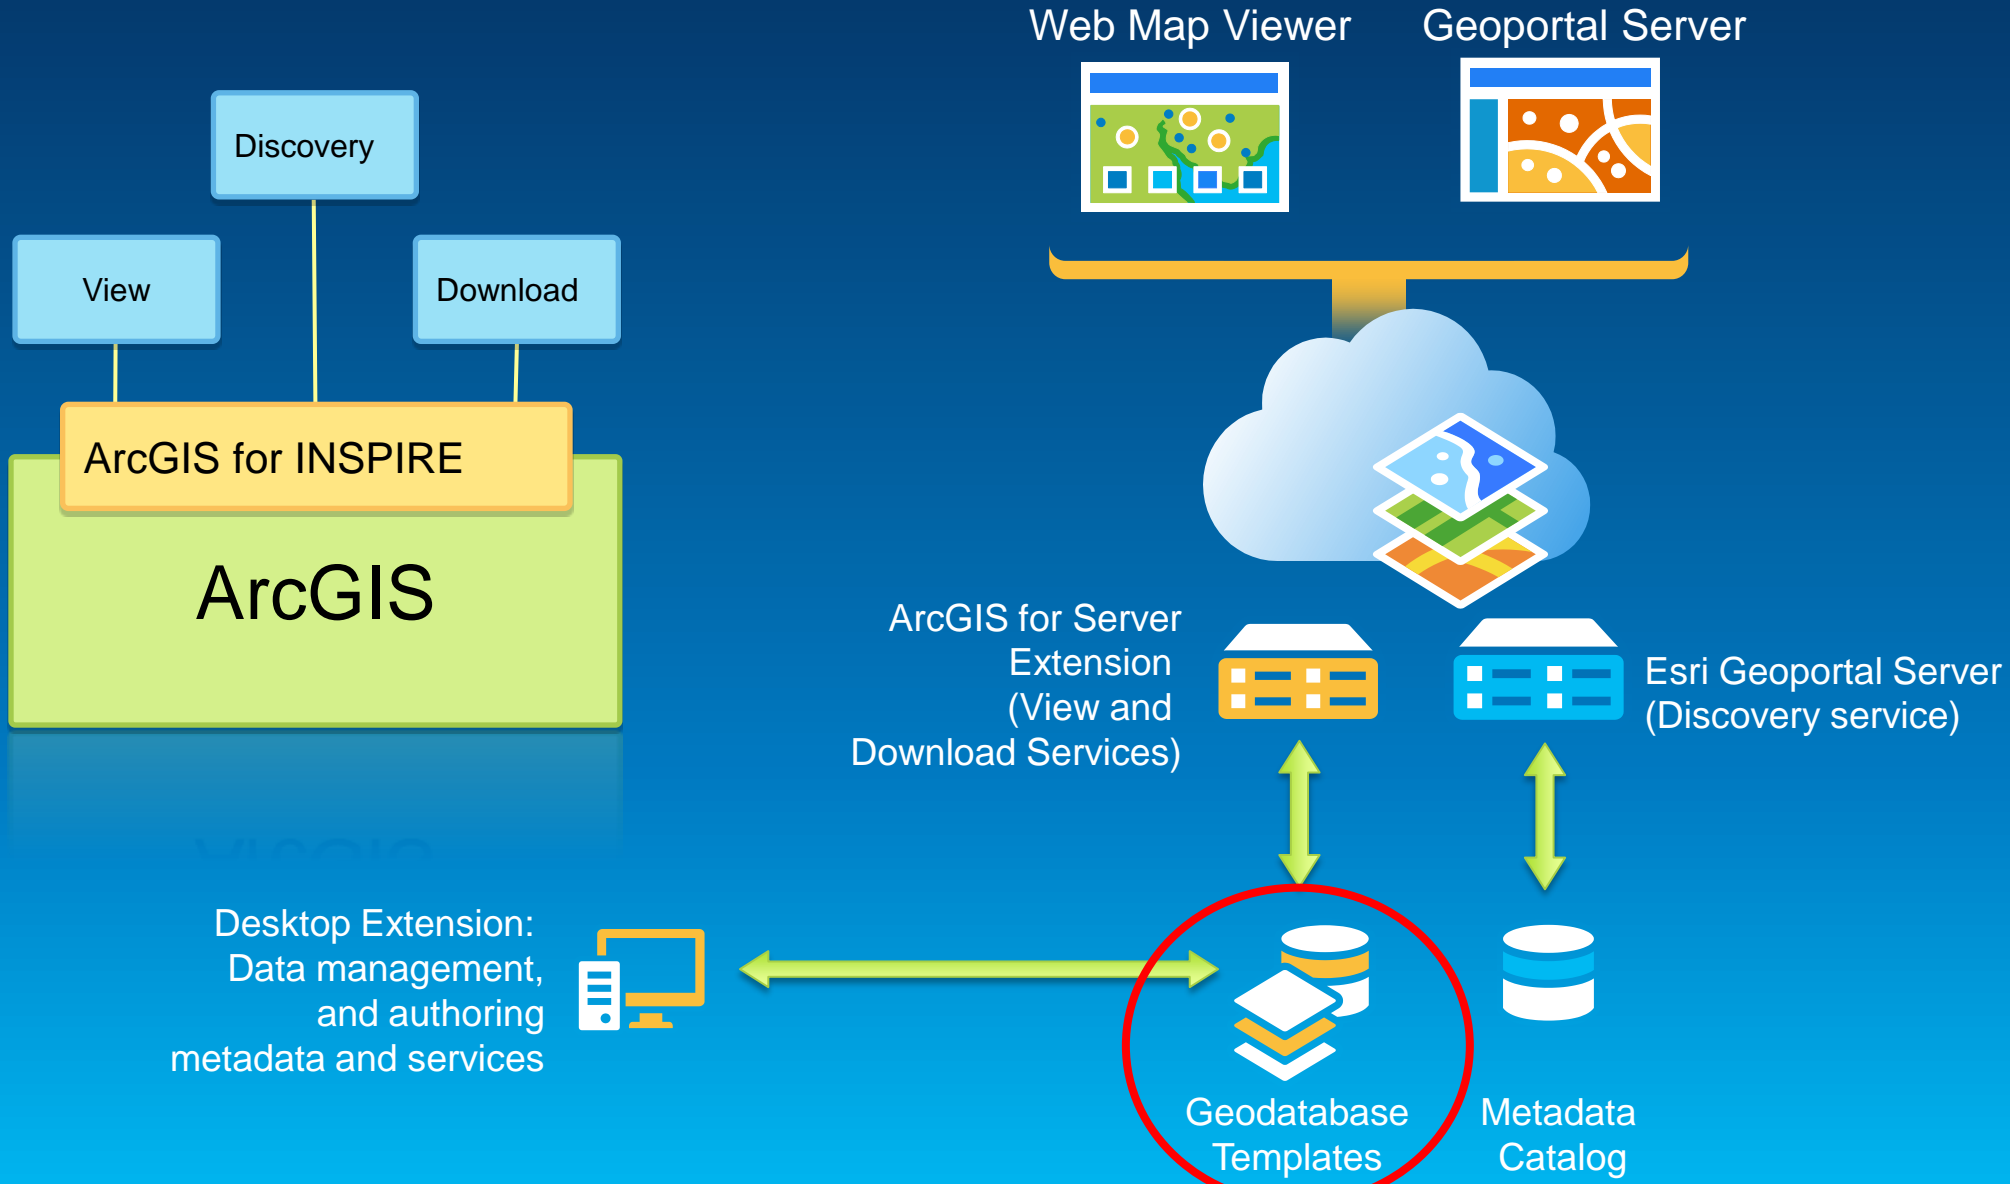 Web Map Viewer
Geoportal Server
Discovery
View
Download
ArcGIS for INSPIRE
ArcGIS
ArcGIS for Server
Extension
(View and
Download Services)
Esri Geoportal Server
(Discovery service)
Desktop Extension:
Data management,
and authoring
metadata and services
Geodatabase
Templates
Metadata
Catalog